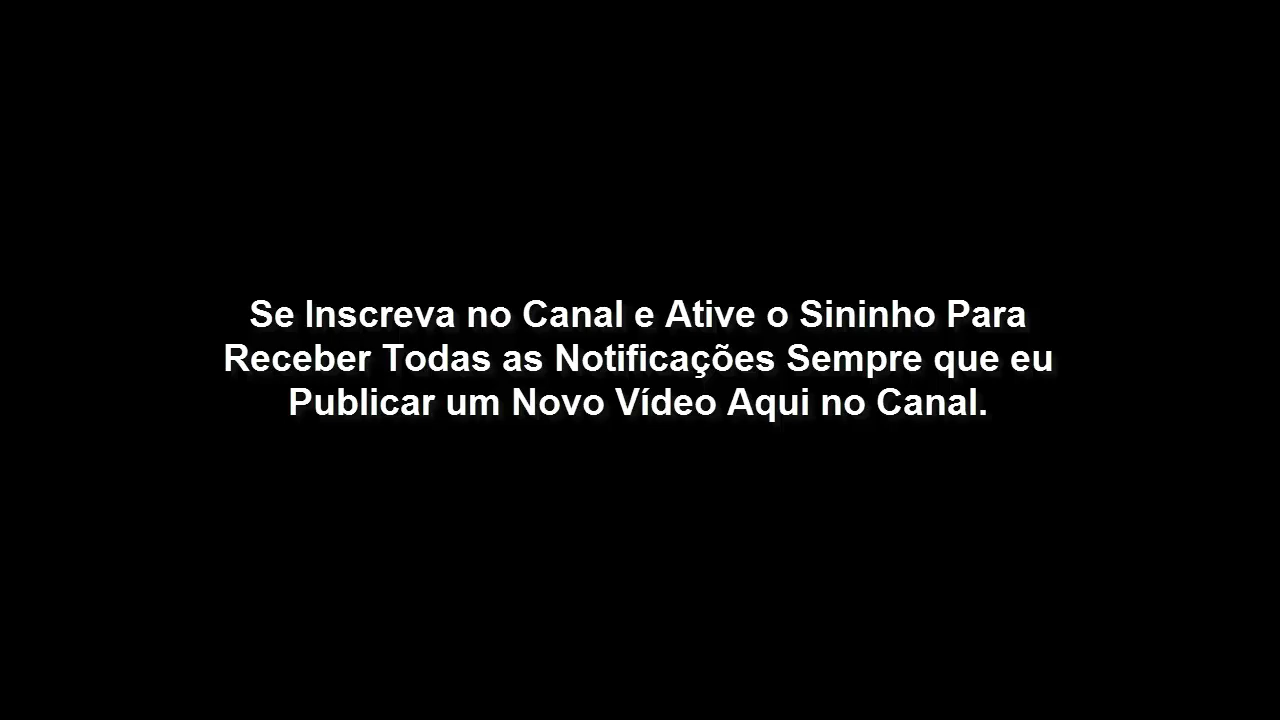 Se Inscreva no Canal e Ative o Sininho Para
Receber Todas as Notificações Sempre que eu
Publicar um Novo Vídeo Aqui no Canal.